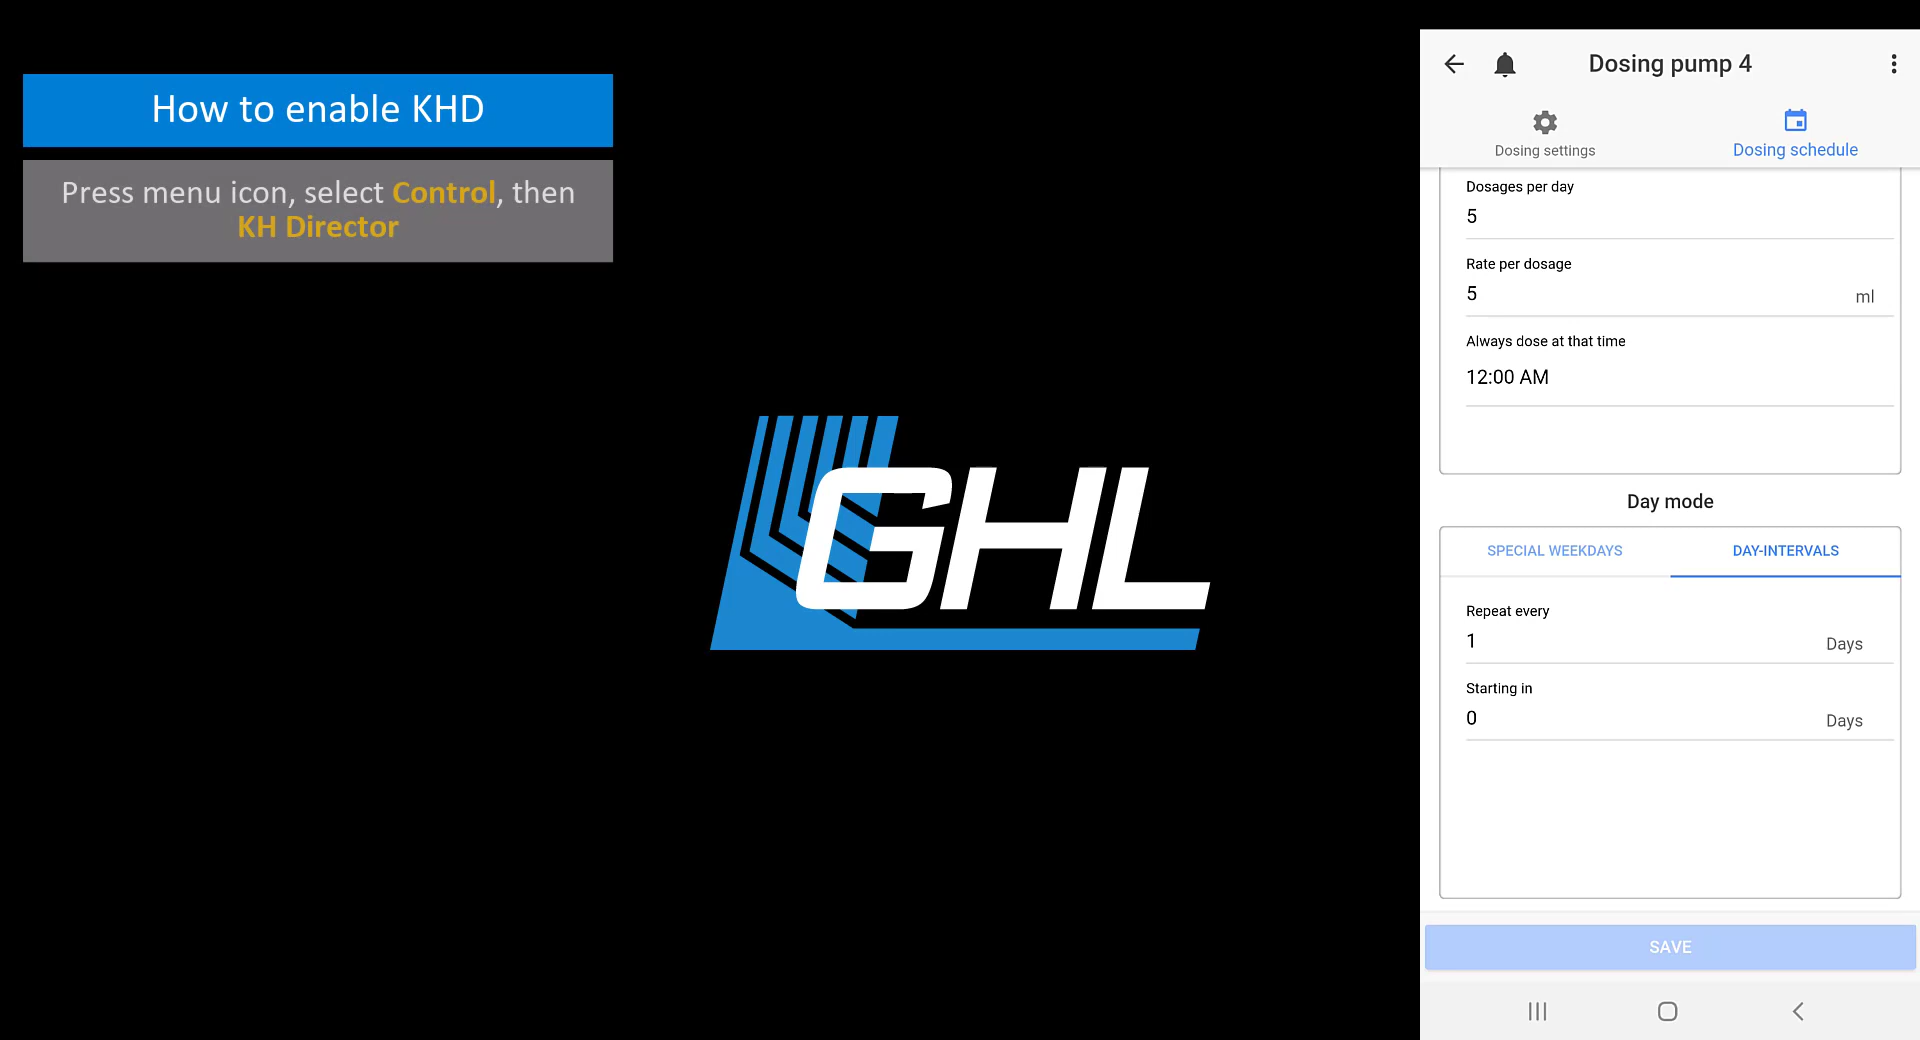 How to enable KHD
Press menu icon, select Control, then
KH Director
GHL
Dosing pump 4
Dosing settings
Dosing schedule
Dosages per day
5
Rate per dosage
5
ml
Always dose at that time
12:00 AM
Day mode
SPECIAL WEEKDAYS
DAY-INTERVALS
Repeat every
1
Days
Starting in
0
Days
SAVE